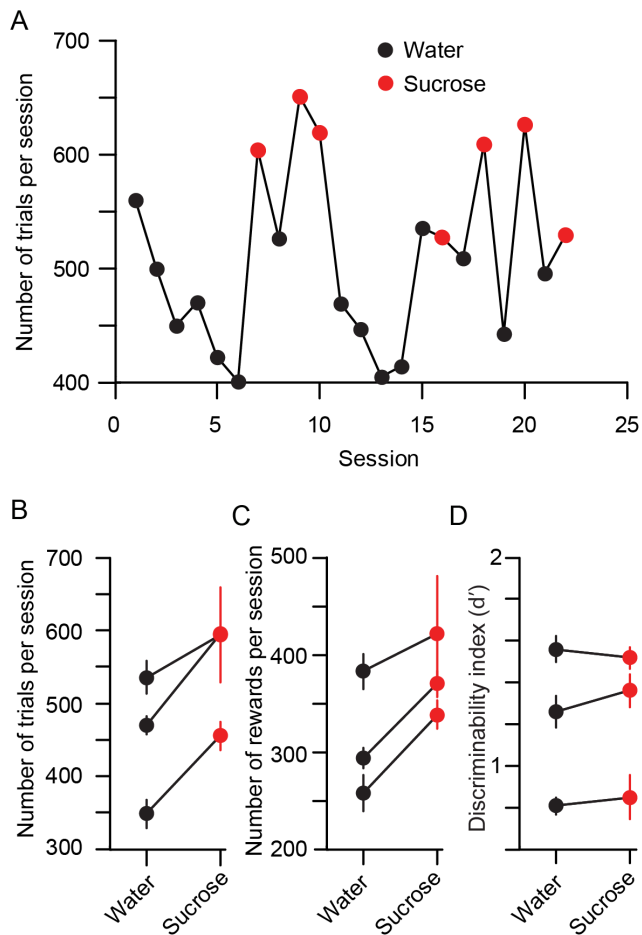 A
Number of trials per session
700
600
500
400
Water
Sucrose
0
5
10
15
20
25
Session
B
Number of trials per session
700
600
500
400
300
Water
Sucrose
C
Number of rewards per session
500
400
300
200
Water
Sucrose
D
Discriminability index (d′)
2
1
Water
Sucrose